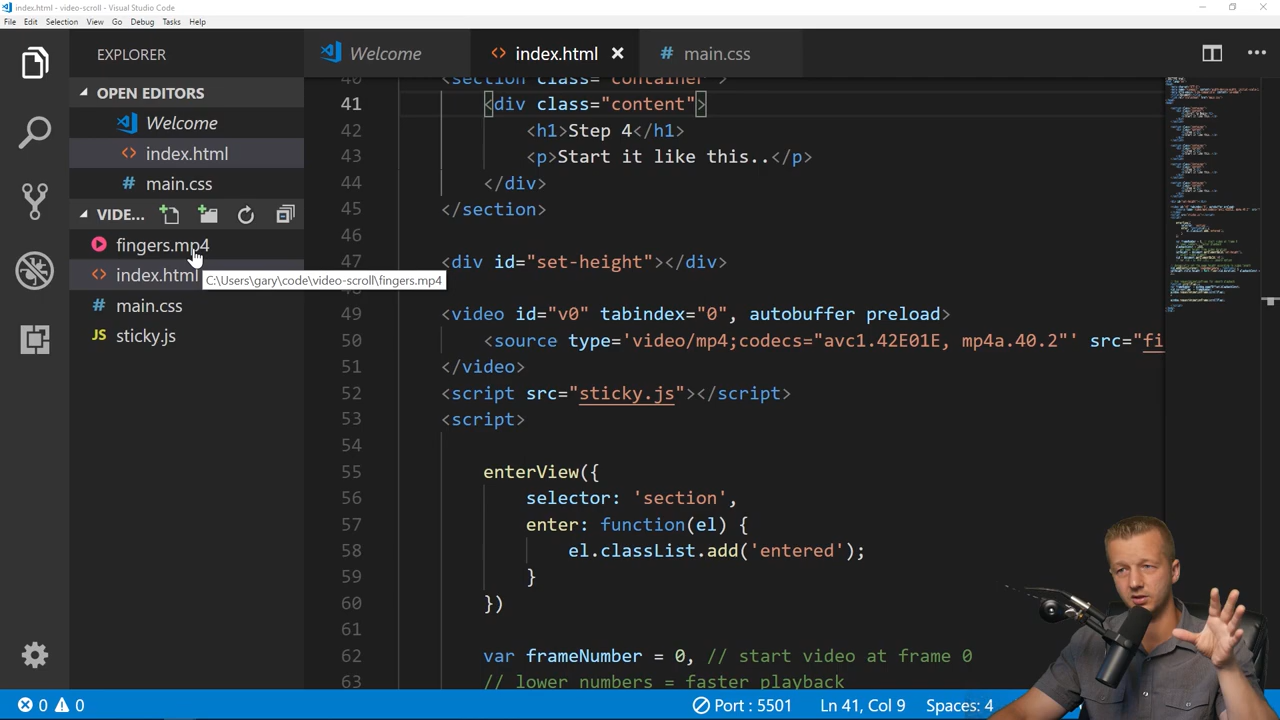 index.html - video-scroll - Visual Studio Code
File Edit Selection View Go Debug Tasks Help
EXPLORER
Welcome
index.html
# main.css
OPEN EDITORS
Welcome
<> index.html
# main.css
VIDE...
fingers.mp4
<> index.html
C:\Users\gary\code\video-scroll\fingers.mp4
# main.css
JS sticky.js
40 <section class="container">
41 <div class="content">
42 <h1>Step 4</h1>
43 <p>Start it like this..</p>
44 </div>
45 </section>
46
47 <div id="set-height"></div>
49 <video id="v0" tabindex="0", autobuffer preload>
50 <source type='video/mp4;codecs="avc1.42E01E, mp4a.40.2"' src="fi
51 </video>
52 <script src="sticky.js"></script>
53 <script>
54
55 enterView({
56 selector: 'section',
57 enter: function(el) {
58 el.classList.add('entered');
59 }
60 })
61
62 var frameNumber = 0, // start video at frame 0
63 // lower numbers = faster playback
0 0
Port : 5501
Ln 41, Col 9
Spaces: 4